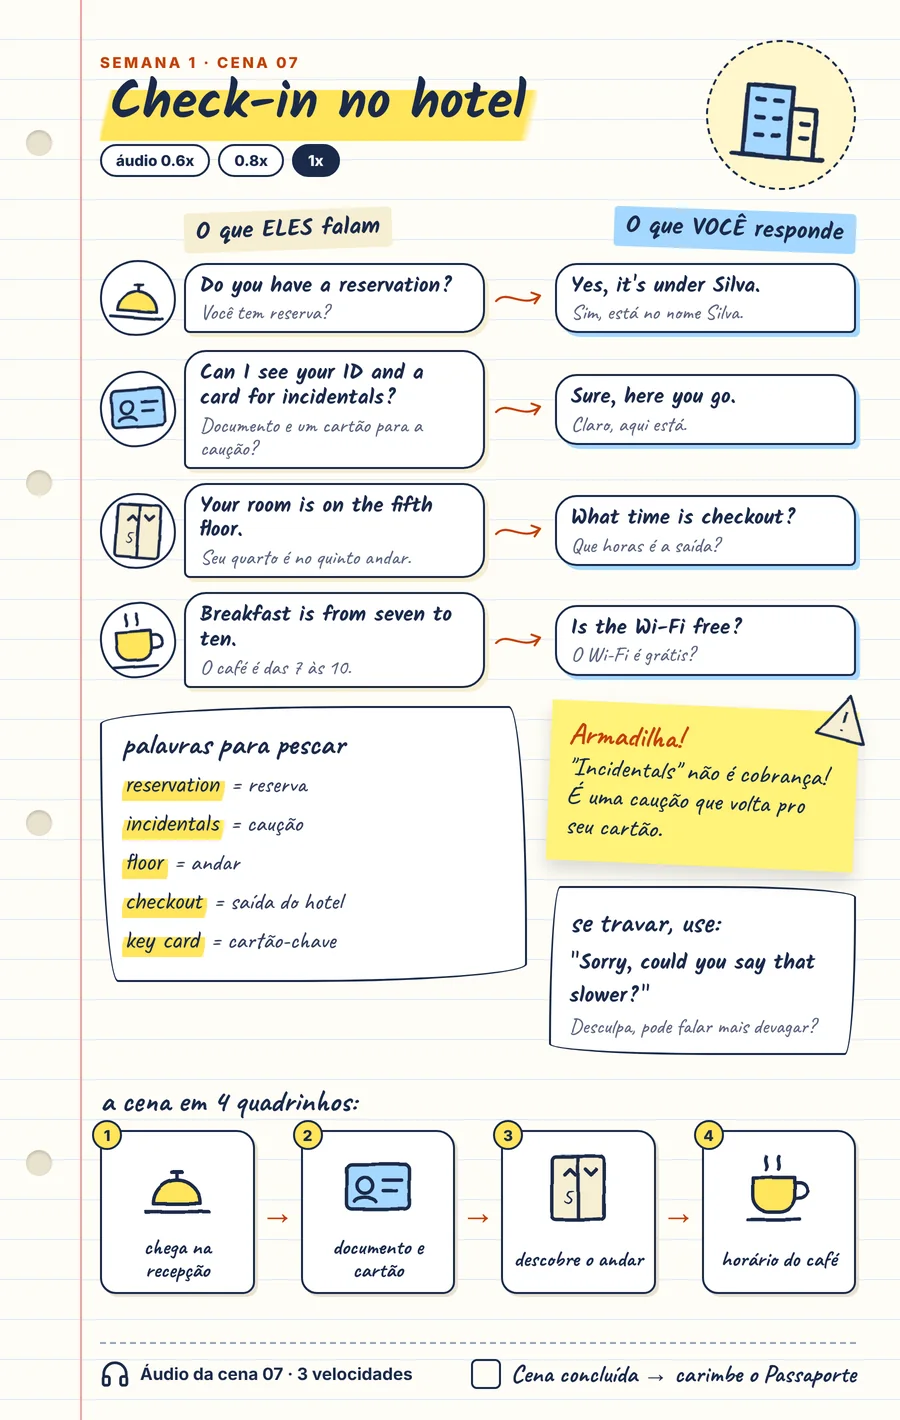 SEMANA 1 · CENA 07
Check-in no hotel
áudio 0.6x
0.8x
1x
O que ELES falam
O que VOCÊ responde
Do you have a reservation?
Você tem reserva?
Yes, it's under Silva.
Sim, está no nome Silva.
Can I see your ID and a
card for incidentals?
Documento e um cartão para a
caução?
Sure, here you go.
Claro, aqui está.
5
Your room is on the fifth
floor.
Seu quarto é no quinto andar.
What time is checkout?
Que horas é a saída?
Breakfast is from seven to
ten.
O café é das 7 às 10.
Is the Wi-Fi free?
O Wi-Fi é grátis?
palavras para pescar
reservation = reserva
incidentals = caução
floor = andar
checkout = saída do hotel
key card = cartão-chave
!
Armadilha!
"Incidentals" não é cobrança!
É uma caução que volta pro
seu cartão.
se travar, use:
"Sorry, could you say that
slower?"
Desculpa, pode falar mais devagar?
a cena em 4 quadrinhos:
1
chega na
recepção
→
2
documento e
cartão
→
3
5
descobre o andar
→
4
horário do café
Áudio da cena 07 · 3 velocidades
Cena concluída → carimbe o Passaporte